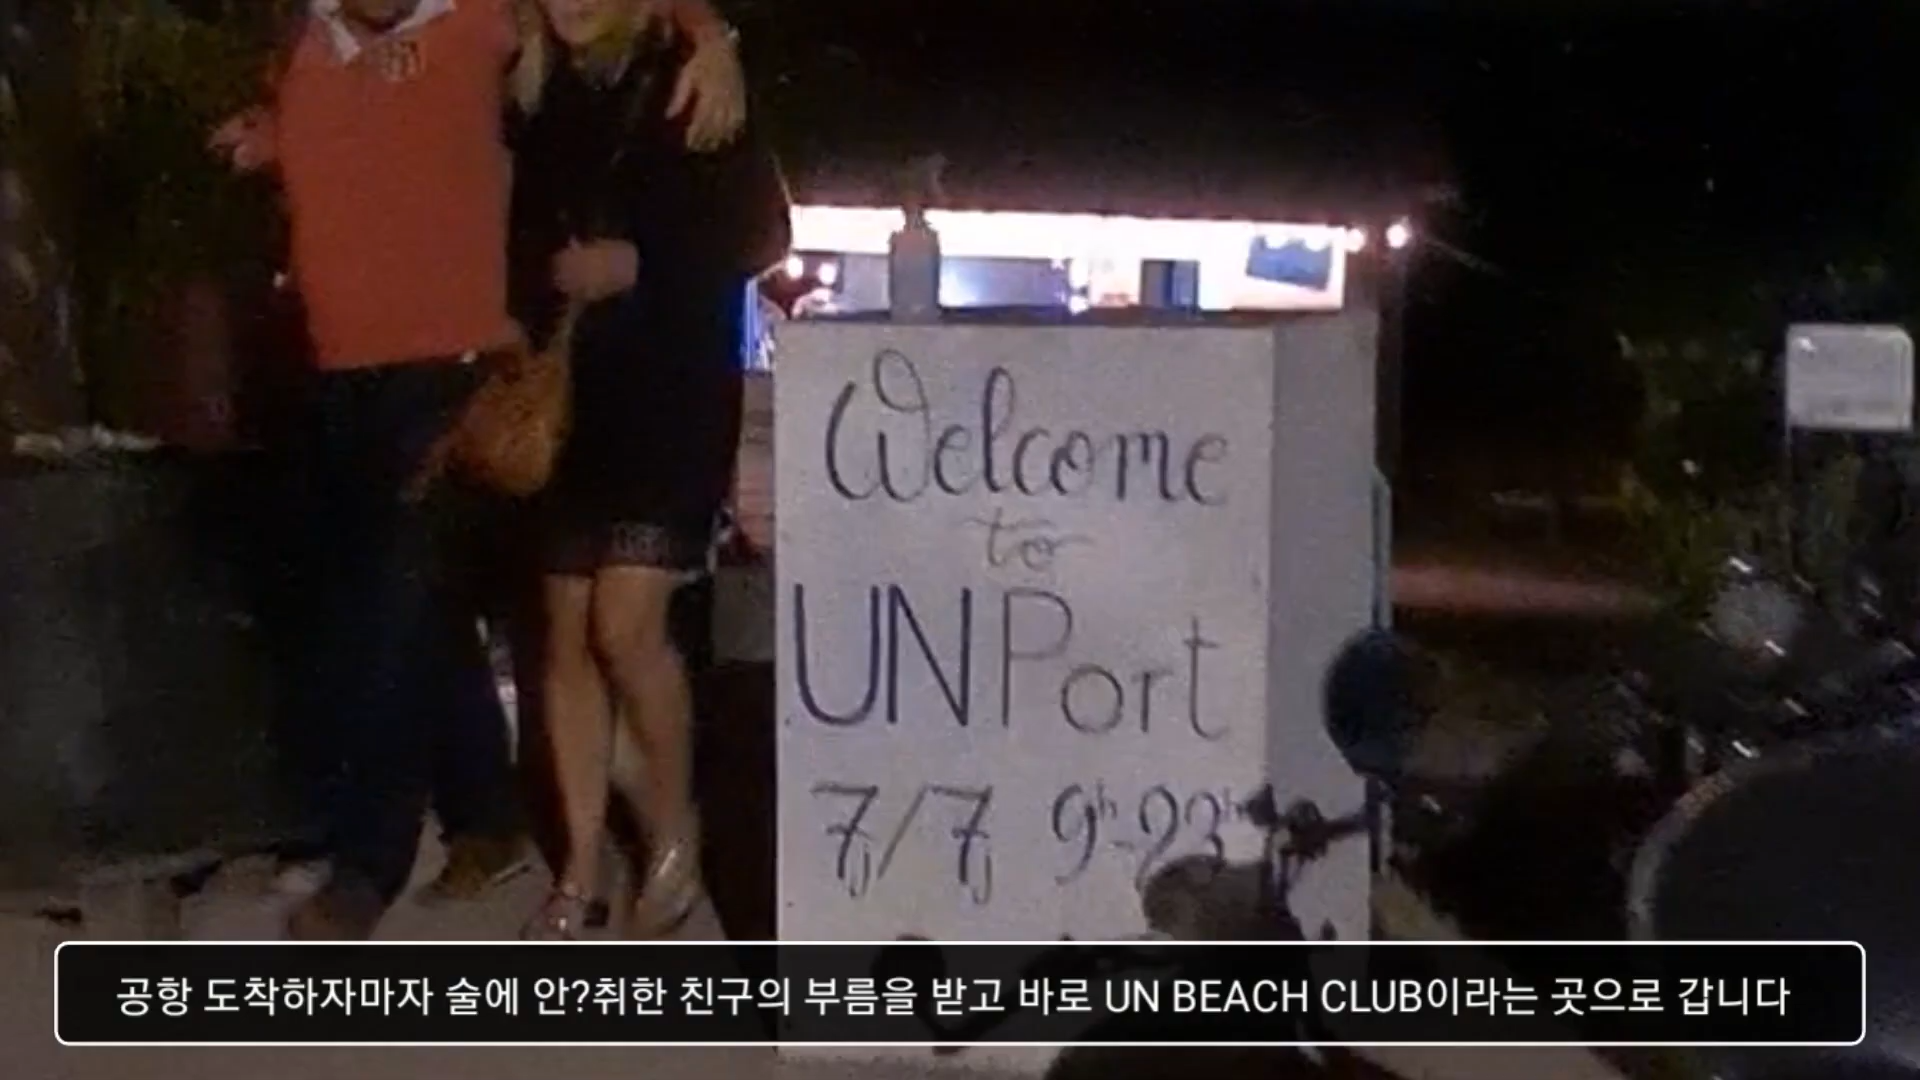 Welcome
to
UN Port
7/7 9h-23h
공항 도착하자마자 술에 안?취한 친구의 부름을 받고 바로 UN BEACH CLUB이라는 곳으로 갑니다